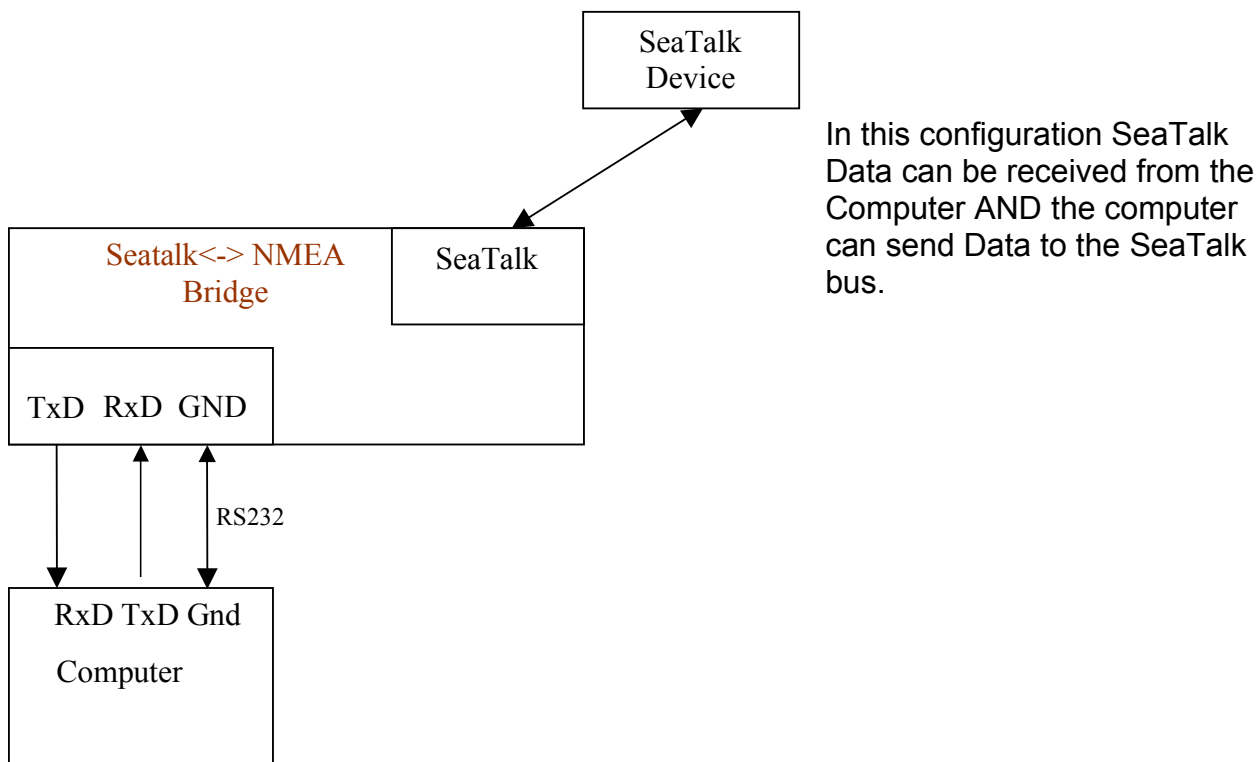 SeaTalk
Device
In this configuration SeaTalk
Data can be received from the
Computer AND the computer
can send Data to the SeaTalk
bus.
Seatalk<-> NMEA
Bridge
SeaTalk
TxD RxD GND
RS232
RxD TxD Gnd
Computer